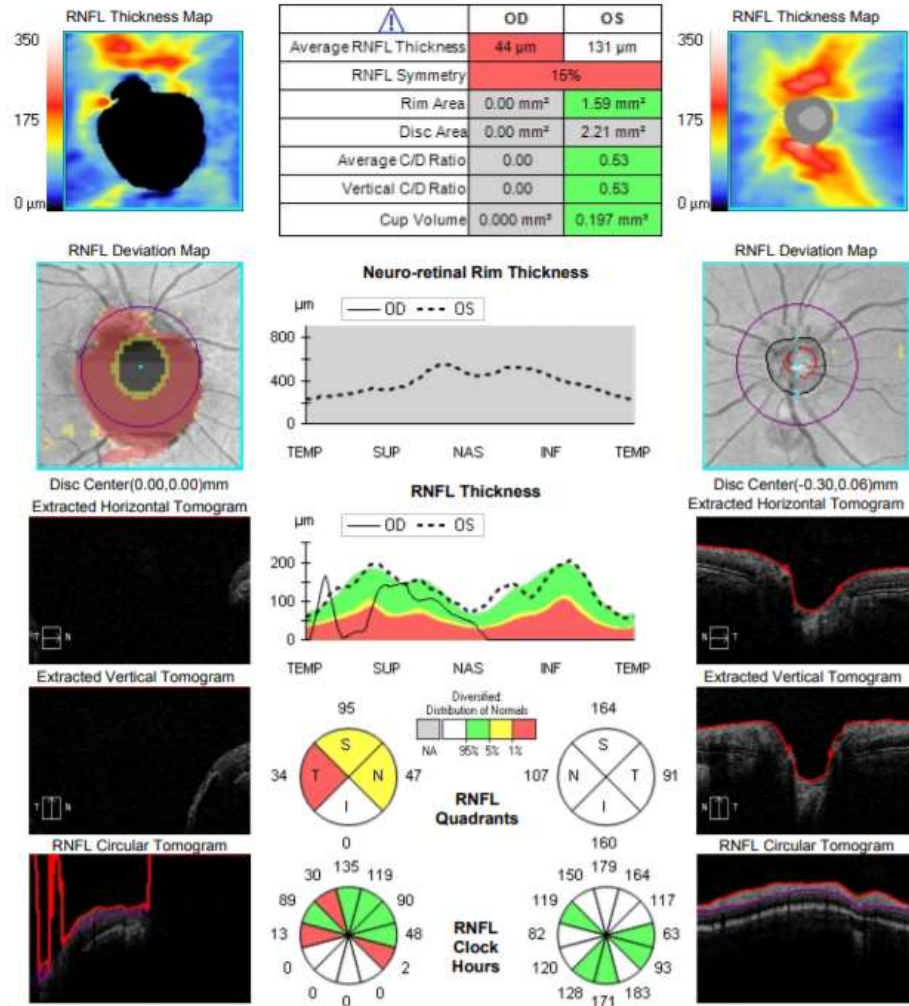 RNFL Thickness Map
350
175
0 µm
OD OS
Average RNFL Thickness 44 µm 131 µm
RNFL Symmetry 15%
Rim Area 0.00 mm² 1.59 mm²
Disc Area 0.00 mm² 2.21 mm²
Average C/D Ratio 0.00 0.53
Vertical C/D Ratio 0.00 0.53
Cup Volume 0.000 mm³ 0.197 mm³
RNFL Thickness Map
350
175
0 µm
RNFL Deviation Map
Disc Center(0.00,0.00)mm
Neuro-retinal Rim Thickness
µm
OD OS
800
400
0
TEMP SUP NAS INF TEMP
RNFL Deviation Map
Disc Center(-0.30,0.06)mm
Extracted Horizontal Tomogram
T N
RNFL Thickness
µm
OD OS
200
100
0
TEMP SUP NAS INF TEMP
Extracted Horizontal Tomogram
N T
Extracted Vertical Tomogram
T N
Diversified:
Distribution of Normals
NA 95% 5% 1%
95
S
34 T N 47
I
0
RNFL
Quadrants
164
S
107 N T 91
I
160
Extracted Vertical Tomogram
N T
RNFL Circular Tomogram
135
30 119
89 90
13 48
0 2
0 0
0
RNFL
Clock
Hours
179
150 164
119 117
82 63
120 93
128 183
171
RNFL Circular Tomogram